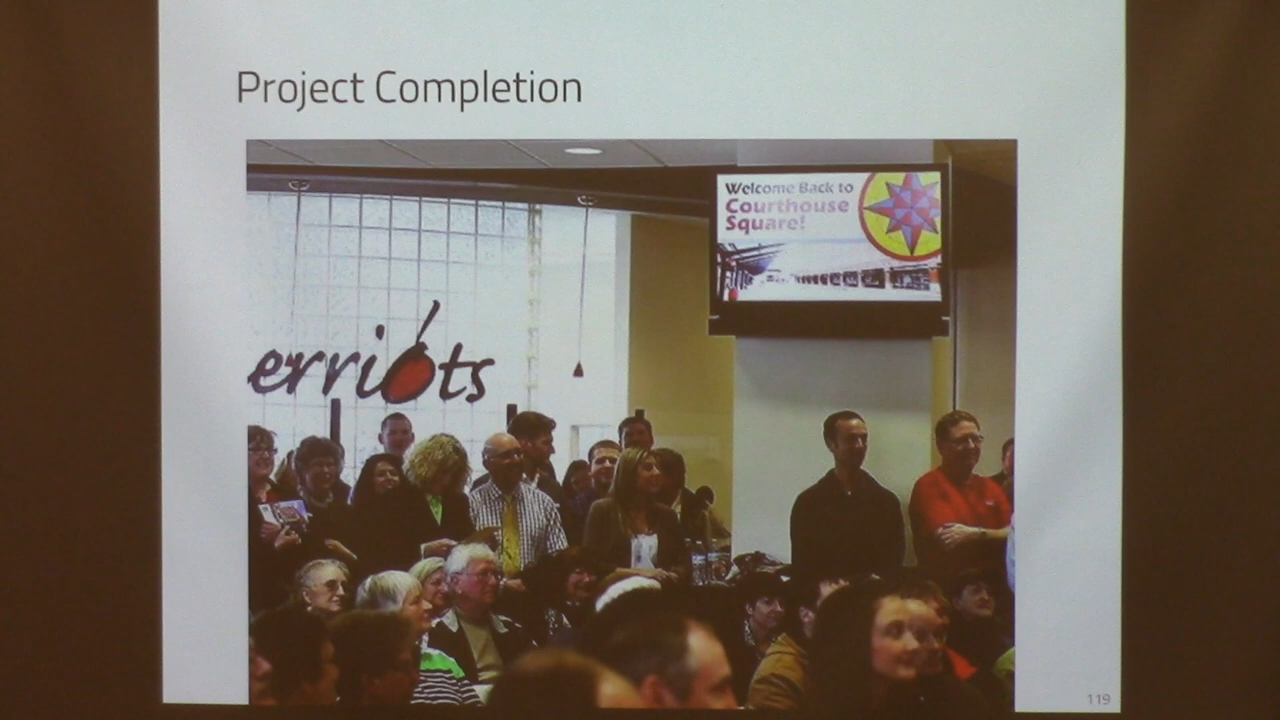 Project Completion
Welcome Back to
Courthouse
Square!
erriots
119